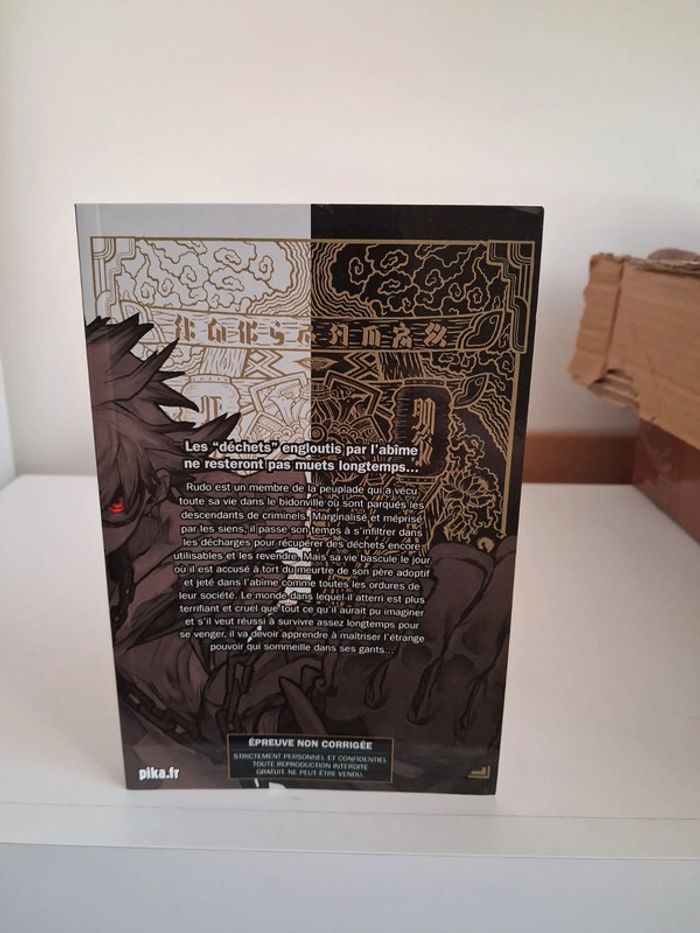 Les "déchets" engloutis par l'abîme
ne resteront pas muets longtemps...
Rudo est un membre de la peuplade qui a vécu
toute sa vie dans le bidonville où sont parqués les
descendants de criminels. Marginalisé et méprisé
par les siens, il passe son temps à s'infiltrer dans
les décharges pour récupérer des déchets encore
utilisables et les revendre. Mais sa vie bascule le jour
où il est accusé à tort du meurtre de son père adoptif
et jeté dans l'abîme comme toutes les ordures de
leur société. Le monde dans lequel il atterri est plus
terrifiant et cruel que tout ce qu'il aurait pu imaginer
et s'il veut réussi à survivre assez longtemps pour
se venger, il va devoir apprendre à maîtriser l'étrange
pouvoir qui sommeille dans ses gants...
ÉPREUVE NON CORRIGÉE
STRICTEMENT PERSONNEL ET CONFIDENTIEL
TOUTE REPRODUCTION INTERDITE
GRATUIT. NE PEUT ÊTRE VENDU.
pika.fr